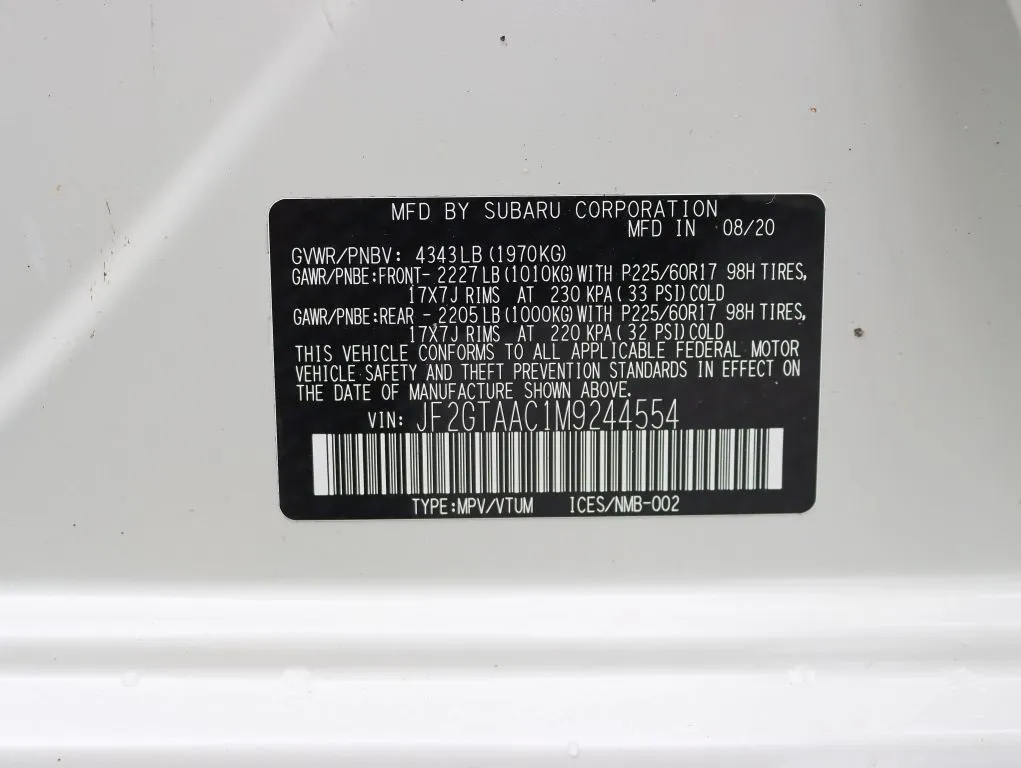 MFD BY SUBARU CORPORATION
MFD IN 08/20
GVWR/PNBV: 4343LB(1970KG)
GAWR/PNBE:FRONT- 2227LB(1010KG)WITH P225/60R17 98H TIRES,
17X7J RIMS AT 230 KPA( 33 PSI)COLD
GAWR/PNBE:REAR - 2205LB(1000KG)WITH P225/60R17 98H TIRES,
17X7J RIMS AT 220 KPA( 32 PSI)COLD
THIS VEHICLE CONFORMS TO ALL APPLICABLE FEDERAL MOTOR
VEHICLE SAFETY AND THEFT PREVENTION STANDARDS IN EFFECT ON
THE DATE OF MANUFACTURE SHOWN ABOVE.
VIN: JF2GTAAC1M9244554
TYPE:MPV/VTUM ICES/NMB-002